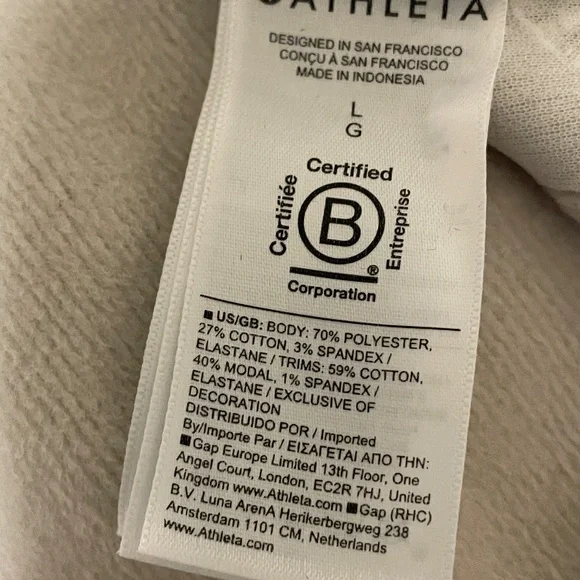 ATHLETA
DESIGNED IN SAN FRANCISCO
CONÇU À SAN FRANCISCO
MADE IN INDONESIA
L
G
Certified
Certifiée
B
Entreprise
®
Corporation
US/GB: BODY: 70% POLYESTER,
27% COTTON, 3% SPANDEX /
ELASTANE / TRIMS: 59% COTTON,
40% MODAL, 1% SPANDEX /
ELASTANE / EXCLUSIVE OF
DECORATION
DISTRIBUIDO POR / Imported
By/Importe Par / ΕΙΣΑΓΕΤΑΙ ΑΠΟ ΤΗΝ:
Gap Europe Limited 13th Floor, One
Angel Court, London, EC2R 7HJ, United
Kingdom www.Athleta.com Gap (RHC)
B.V. Luna ArenA Herikerbergweg 238
Amsterdam 1101 CM, Netherlands
www.Athleta.com